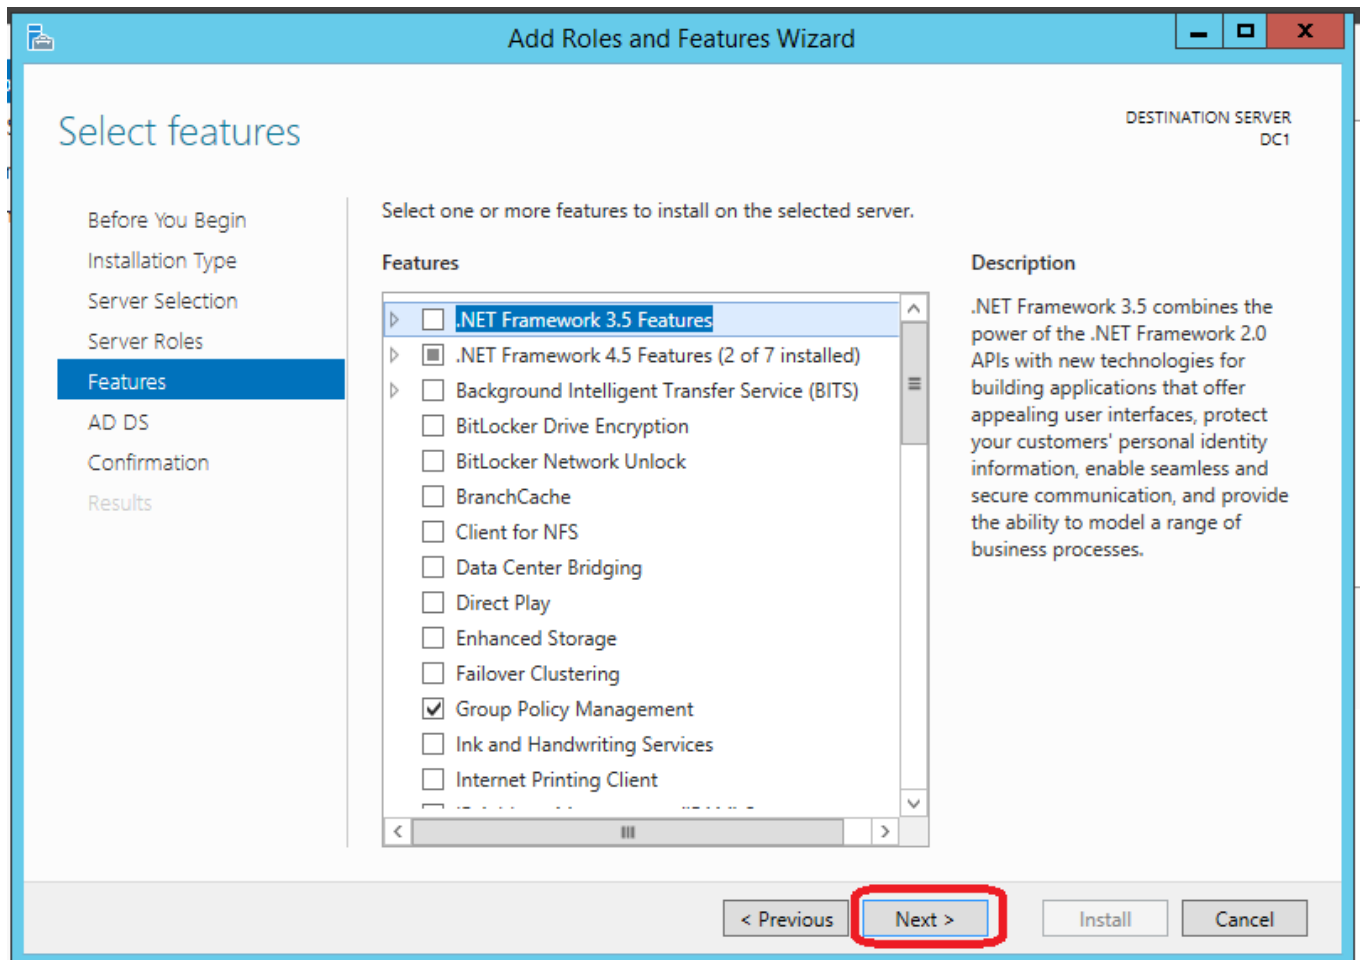 Add Roles and Features Wizard
Select features
DESTINATION SERVER
DC1
Before You Begin
Installation Type
Server Selection
Server Roles
Features
AD DS
Confirmation
Results
Select one or more features to install on the selected server.
Features
.NET Framework 3.5 Features
.NET Framework 4.5 Features (2 of 7 installed)
Background Intelligent Transfer Service (BITS)
BitLocker Drive Encryption
BitLocker Network Unlock
BranchCache
Client for NFS
Data Center Bridging
Direct Play
Enhanced Storage
Failover Clustering
Group Policy Management
Ink and Handwriting Services
Internet Printing Client
Description
.NET Framework 3.5 combines the
power of the .NET Framework 2.0
APIs with new technologies for
building applications that offer
appealing user interfaces, protect
your customers' personal identity
information, enable seamless and
secure communication, and provide
the ability to model a range of
business processes.
< Previous
Next >
Install
Cancel